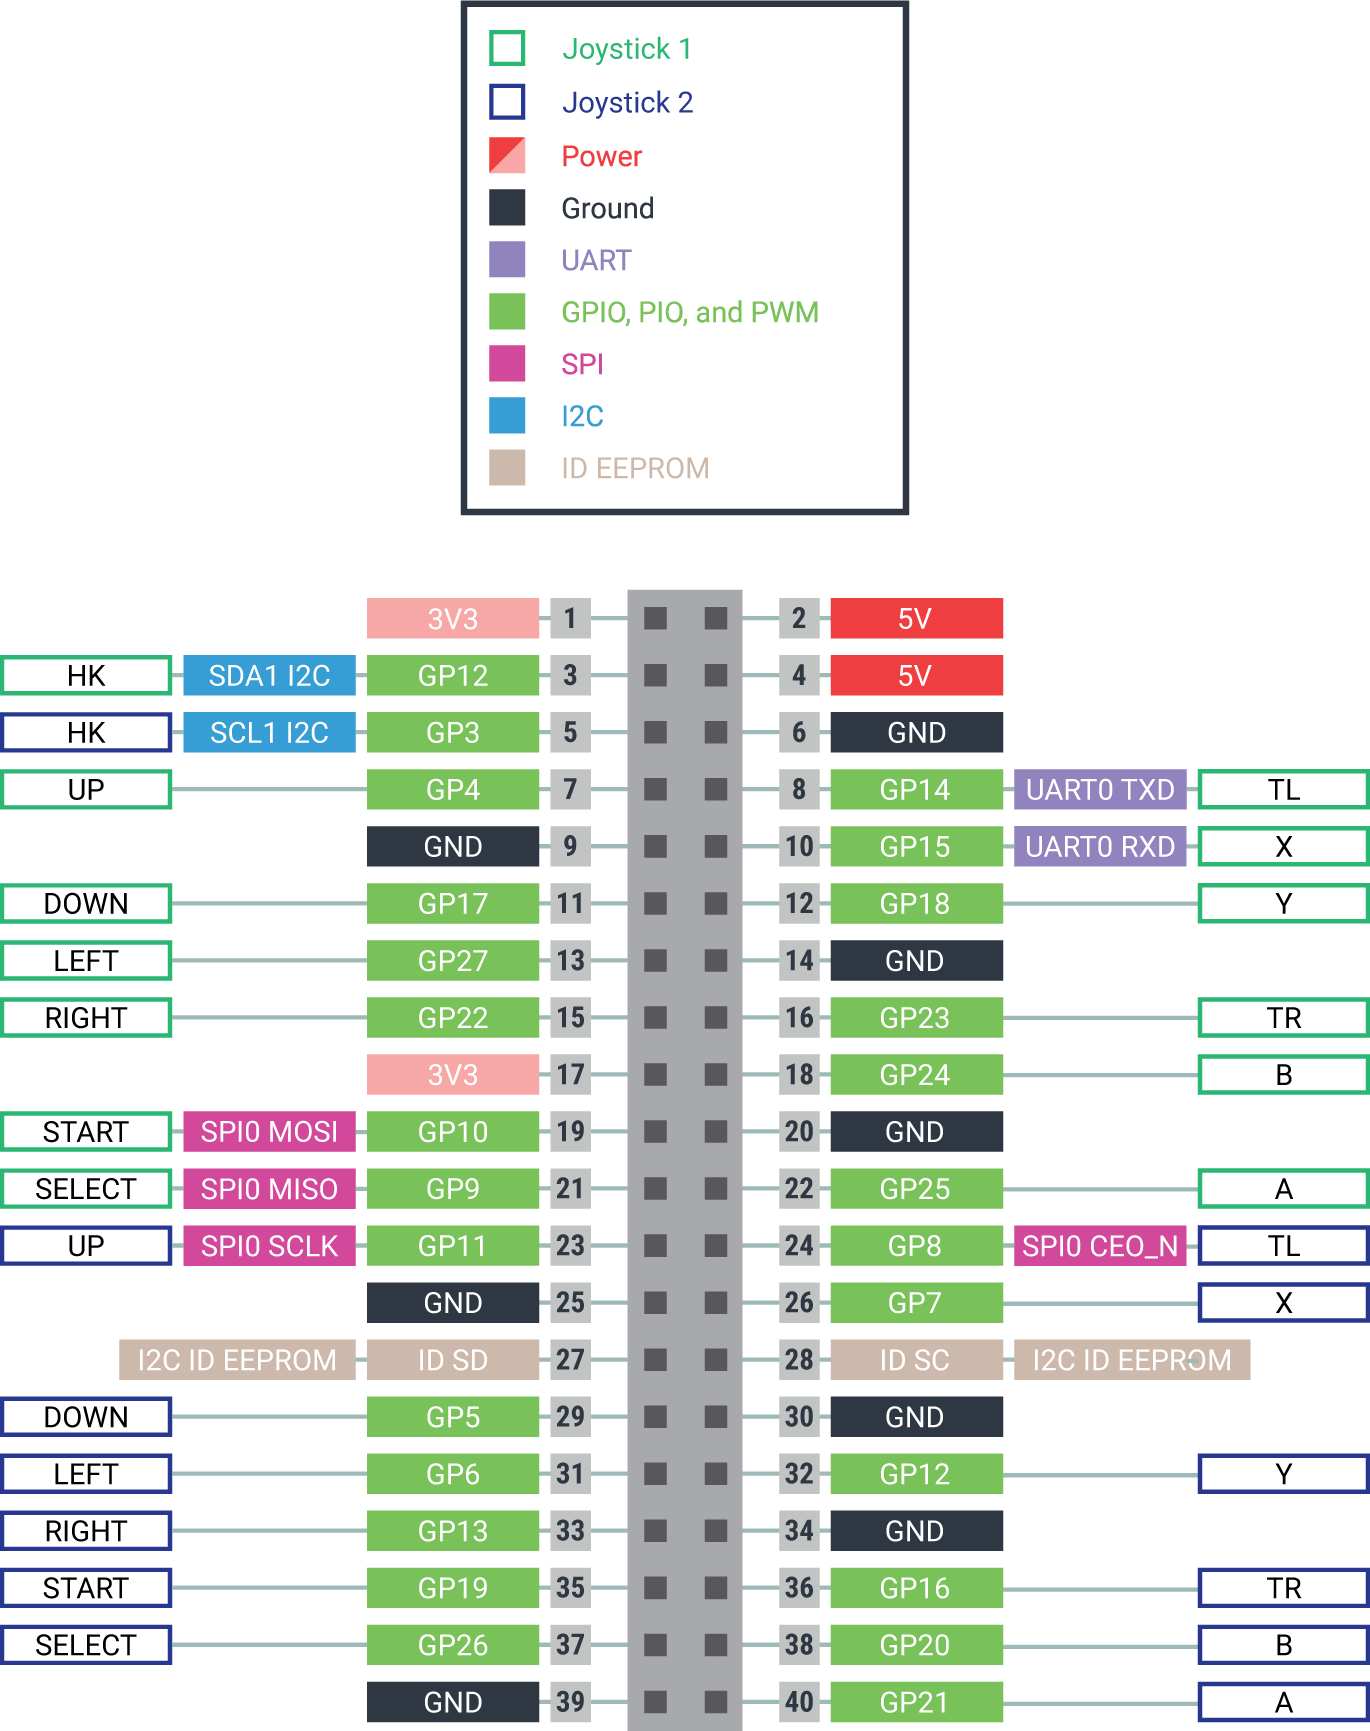 Joystick 1
Joystick 2
Power
Ground
UART
GPIO, PIO, and PWM
SPI
I2C
ID EEPROM
3V3 1 2 5V
HK SDA1 I2C GP12 3 4 5V
HK SCL1 I2C GP3 5 6 GND
UP GP4 7 8 GP14 UART0 TXD TL
GND 9 10 GP15 UART0 RXD X
DOWN GP17 11 12 GP18 Y
LEFT GP27 13 14 GND
RIGHT GP22 15 16 GP23 TR
3V3 17 18 GP24 B
START SPI0 MOSI GP10 19 20 GND
SELECT SPI0 MISO GP9 21 22 GP25 A
UP SPI0 SCLK GP11 23 24 GP8 SPI0 CEO_N TL
GND 25 26 GP7 X
I2C ID EEPROM ID SD 27 28 ID SC I2C ID EEPROM
DOWN GP5 29 30 GND
LEFT GP6 31 32 GP12 Y
RIGHT GP13 33 34 GND
START GP19 35 36 GP16 TR
SELECT GP26 37 38 GP20 B
GND 39 40 GP21 A